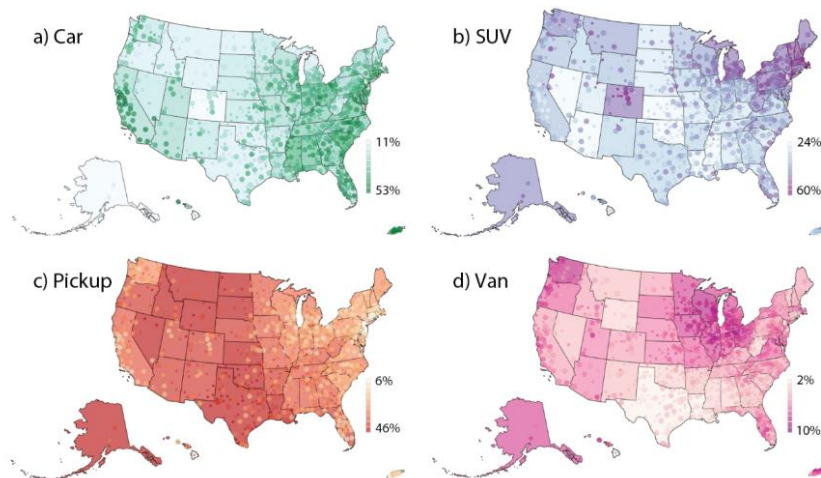 a) Car
11%
53%
b) SUV
24%
60%
c) Pickup
6%
46%
d) Van
2%
10%